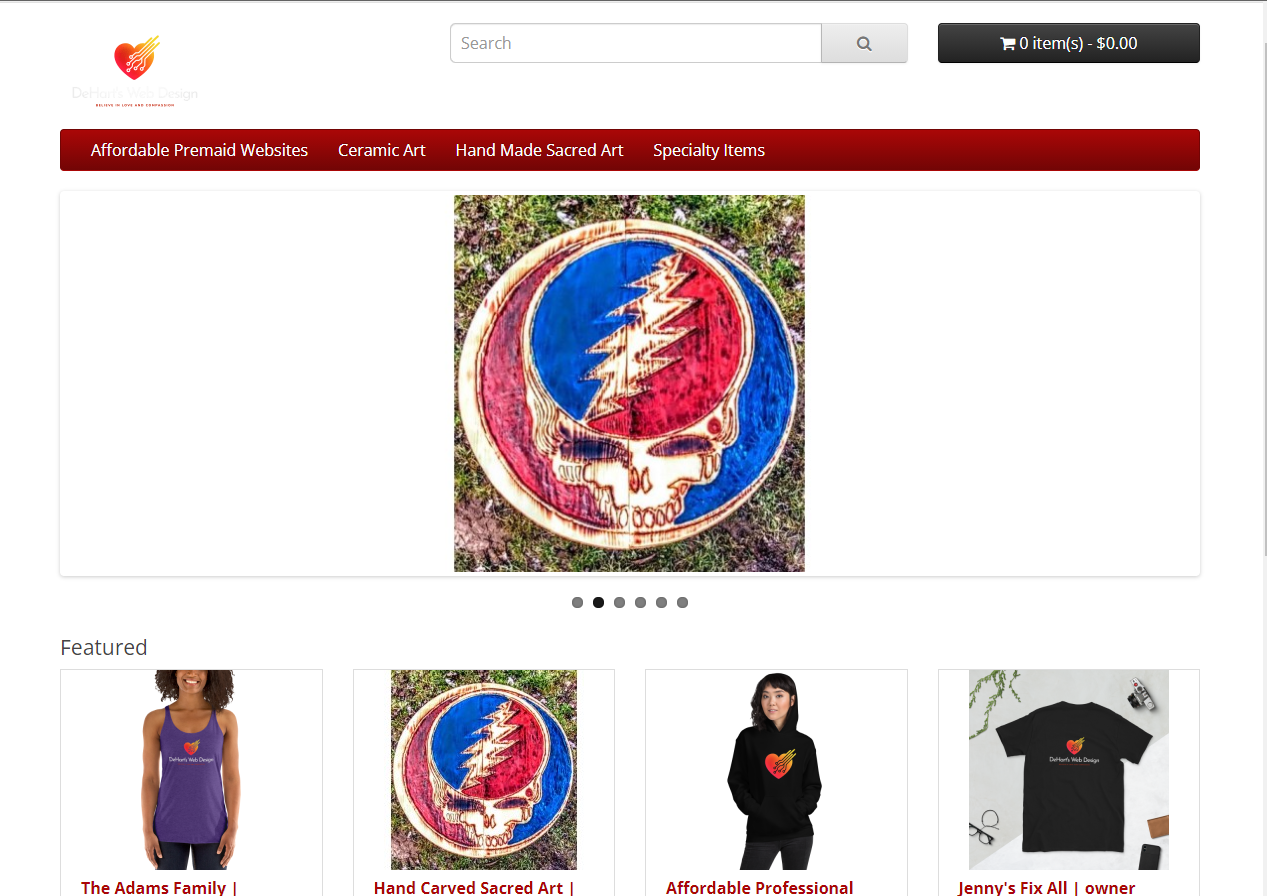 Search
0 item(s) - $0.00
DeHart's Web Design
BELIEVE IN LOVE AND COMPASSION
Affordable Premaid Websites
Ceramic Art
Hand Made Sacred Art
Specialty Items
Featured
DeHart's Web Design
DeHart's Web Design
The Adams Family |
Hand Carved Sacred Art |
Affordable Professional
Jenny's Fix All | owner